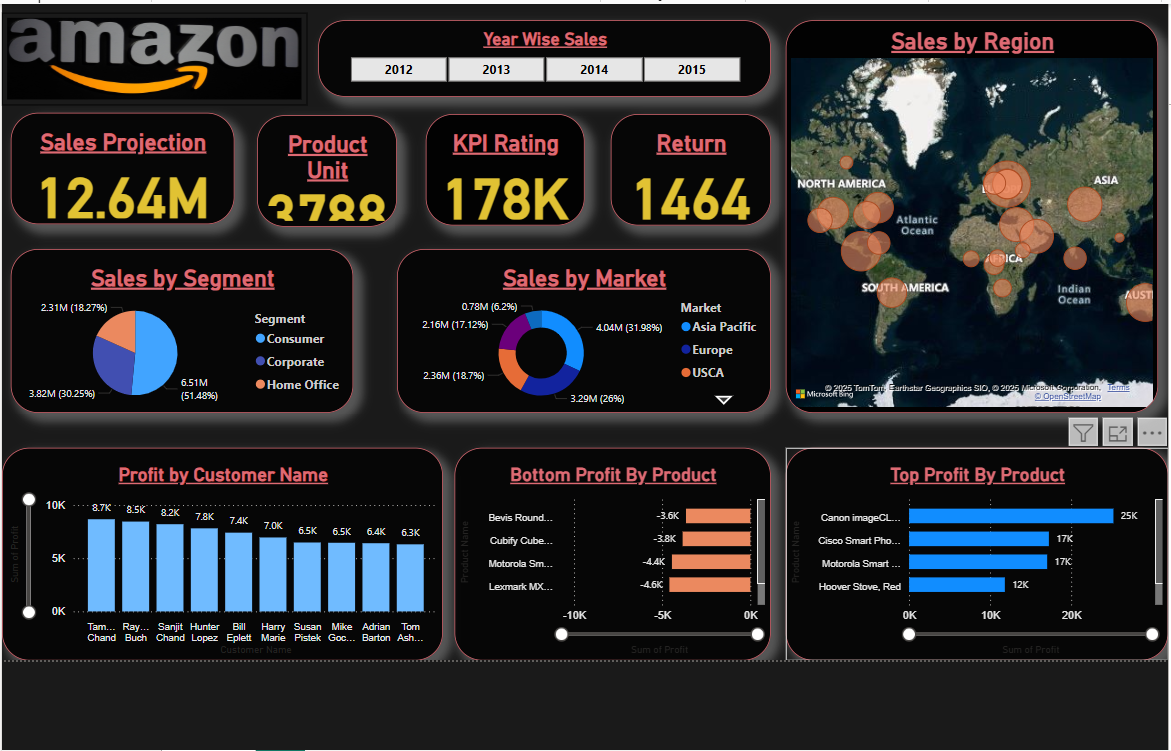 amazon
Year Wise Sales
2012 2013 2014 2015
Sales by Region
NORTH AMERICA
ASIA
Atlantic
Ocean
AFRICA
SOUTH AMERICA
Indian
Ocean
AUST
© 2025 TomTom, Earthstar Geographics SIO, © 2025 Microsoft Corporation, Terms
© OpenStreetMap
Microsoft Bing
Sales Projection
12.64M
Product
Unit
3788
KPI Rating
178K
Return
1464
Sales by Segment
2.31M (18.27%)
3.82M (30.25%)
6.51M
(51.48%)
Segment
Consumer
Corporate
Home Office
Sales by Market
0.78M (6.2%)
2.16M (17.12%)
2.36M (18.7%)
4.04M (31.98%)
3.29M (26%)
Market
Asia Pacific
Europe
USCA
Profit by Customer Name
Sum of Profit
10K
5K
0K
8.7K 8.5K 8.2K 7.8K 7.4K 7.0K 6.5K 6.5K 6.4K 6.3K
Tam... Ray... Sanjit Hunter Bill Harry Susan Mike Adrian Tom
Chand Buch Chand Lopez Eplett Marie Pistek Goc... Barton Ash...
Customer Name
Bottom Profit By Product
Product Name
Bevis Round... -3.6K
Cubify Cube... -3.8K
Motorola Sm... -4.4K
Lexmark MX... -4.6K
-10K -5K 0K
Sum of Profit
Top Profit By Product
Product Name
Canon imageCL... 25K
Cisco Smart Pho... 17K
Motorola Smart ... 17K
Hoover Stove, Red 12K
0K 10K 20K
Sum of Profit